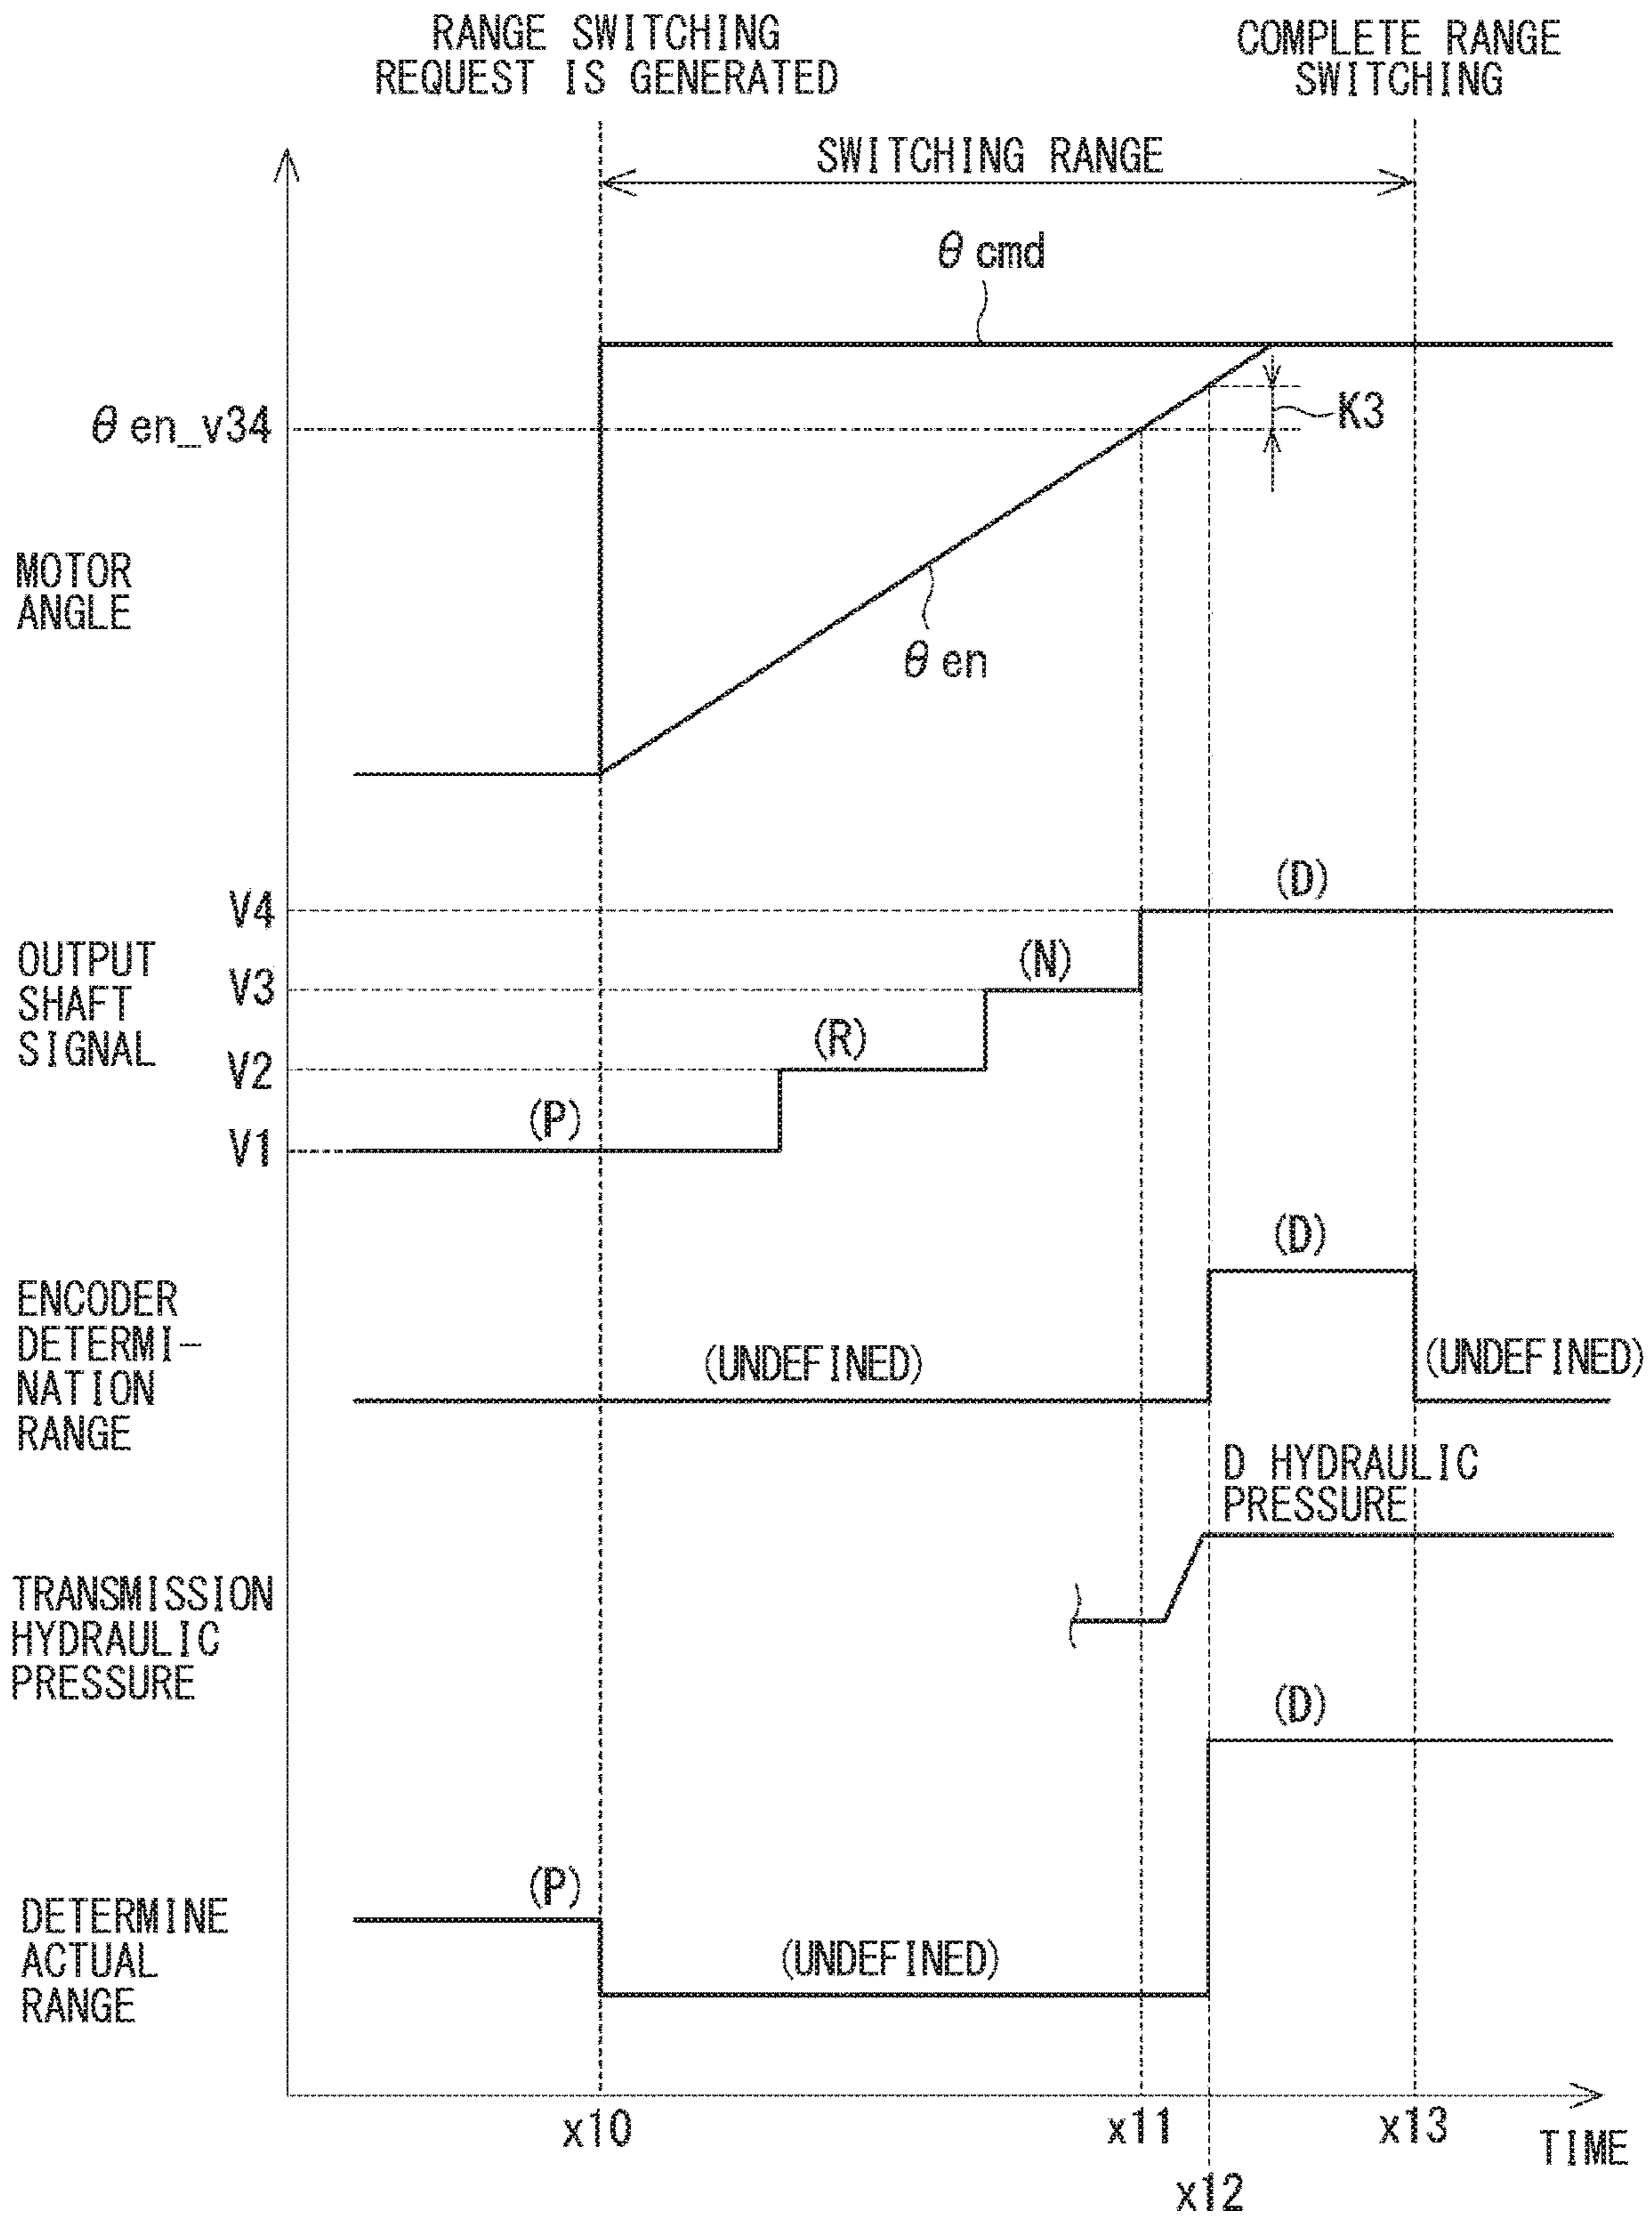 RANGE SWITCHING
REQUEST IS GENERATED
COMPLETE RANGE
SWITCHING
SWITCHING RANGE
θ cmd
θ en_v34
K3
MOTOR
ANGLE
θ en
V4
(D)
OUTPUT
SHAFT
SIGNAL
V3
(N)
V2
(R)
V1
(P)
(D)
ENCODER
DETERMI-
NATION
RANGE
(UNDEFINED)
(UNDEFINED)
D HYDRAULIC
PRESSURE
TRANSMISSION
HYDRAULIC
PRESSURE
(D)
(P)
DETERMINE
ACTUAL
RANGE
(UNDEFINED)
x10
x11
x12
x13
TIME